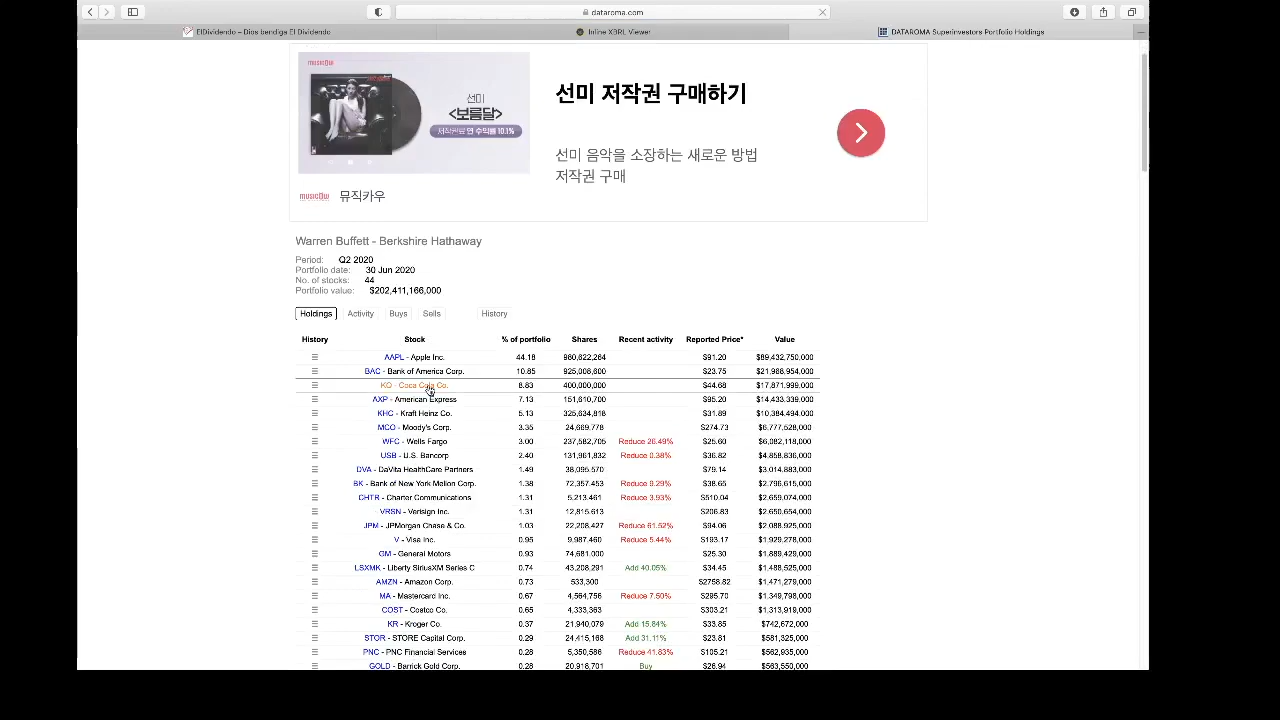 dataroma.com
ElDividendo – Dios bendiga El Dividendo
Inline XBRL Viewer
DATAROMA Superinvestors Portfolio Holdings
선미
<보름달>
저작권료 연 수익률 10.1%
선미 저작권 구매하기
선미 음악을 소장하는 새로운 방법
저작권 구매
뮤직카우
Warren Buffett - Berkshire Hathaway
Period: Q2 2020
Portfolio date: 30 Jun 2020
No. of stocks: 44
Portfolio value: $202,411,166,000
Holdings Activity Buys Sells History
History Stock % of portfolio Shares Recent activity Reported Price* Value
≡ AAPL - Apple Inc. 44.18 980,622,264 $91.20 $89,432,750,000
≡ BAC - Bank of America Corp. 10.85 925,008,600 $23.75 $21,968,954,000
≡ KO - Coca Cola Co. 8.83 400,000,000 $44.68 $17,871,999,000
≡ AXP - American Express 7.13 151,610,700 $95.20 $14,433,339,000
≡ KHC - Kraft Heinz Co. 5.13 325,634,818 $31.89 $10,384,494,000
≡ MCO - Moody's Corp. 3.35 24,669,778 $274.73 $6,777,528,000
≡ WFC - Wells Fargo 3.00 237,582,705 Reduce 26.49% $25.60 $6,082,118,000
≡ USB - U.S. Bancorp 2.40 131,961,832 Reduce 0.38% $36.82 $4,858,836,000
≡ DVA - DaVita HealthCare Partners 1.49 38,095,570 $79.14 $3,014,883,000
≡ BK - Bank of New York Mellon Corp. 1.38 72,357,453 Reduce 9.29% $38.65 $2,796,615,000
≡ CHTR - Charter Communications 1.31 5,213,461 Reduce 3.93% $510.04 $2,659,074,000
≡ VRSN - Verisign Inc. 1.31 12,815,613 $206.83 $2,650,654,000
≡ JPM - JPMorgan Chase & Co. 1.03 22,208,427 Reduce 61.52% $94.06 $2,088,925,000
≡ V - Visa Inc. 0.95 9,987,460 Reduce 5.44% $193.17 $1,929,278,000
≡ GM - General Motors 0.93 74,681,000 $25.30 $1,889,429,000
≡ LSXMK - Liberty SiriusXM Series C 0.74 43,208,291 Add 40.05% $34.45 $1,488,525,000
≡ AMZN - Amazon Corp. 0.73 533,300 $2758.82 $1,471,279,000
≡ MA - Mastercard Inc. 0.67 4,564,756 Reduce 7.50% $295.70 $1,349,798,000
≡ COST - Costco Co. 0.65 4,333,363 $303.21 $1,313,919,000
≡ KR - Kroger Co. 0.37 21,940,079 Add 15.84% $33.85 $742,672,000
≡ STOR - STORE Capital Corp. 0.29 24,415,168 Add 31.11% $23.81 $581,325,000
≡ PNC - PNC Financial Services 0.28 5,350,586 Reduce 41.83% $105.21 $562,935,000
≡ GOLD - Barrick Gold Corp. 0.28 20,918,701 Buy $26.94 $563,550,000